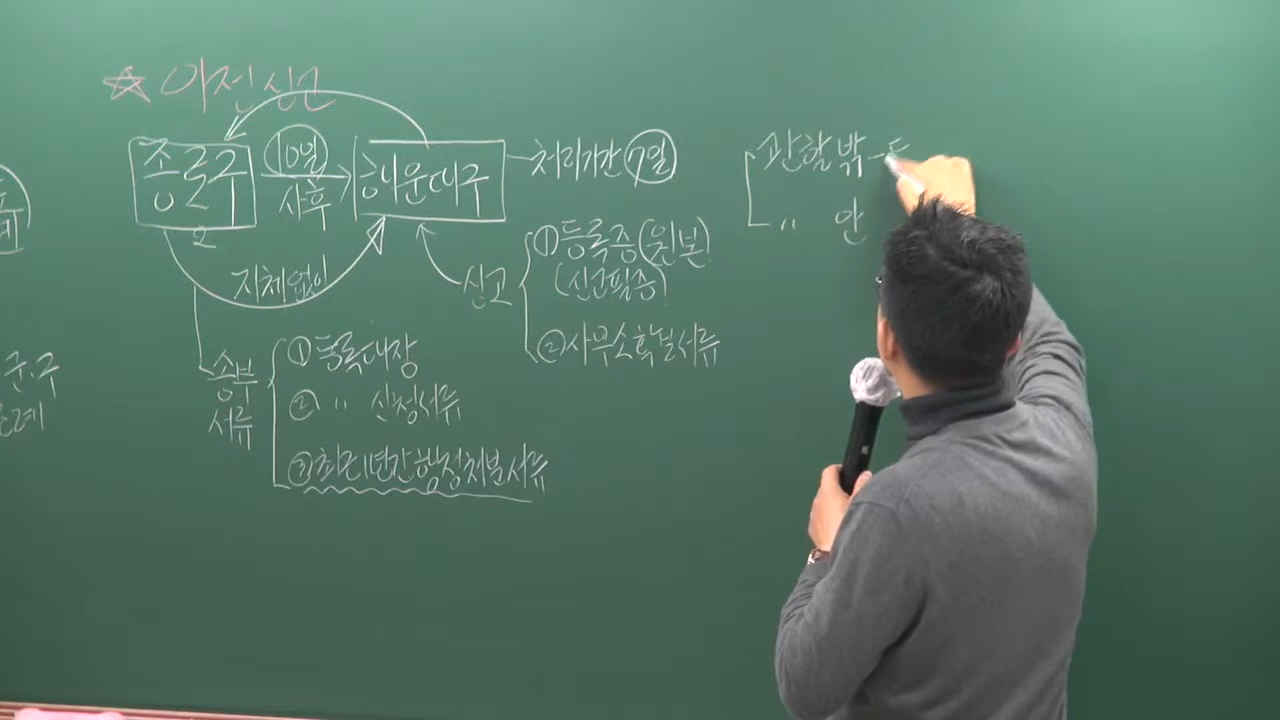 ☆ 이전신고
종로구 10일 사후 해운대구 처리기간 7일
지체없이
신고
① 등록증(원본)
(신고필증)
② 사무소확보서류
송부
서류
① 등록대장
② 〃 신청서류
③ 최근1년간행정처분서류
관할밖
〃 안
군·구